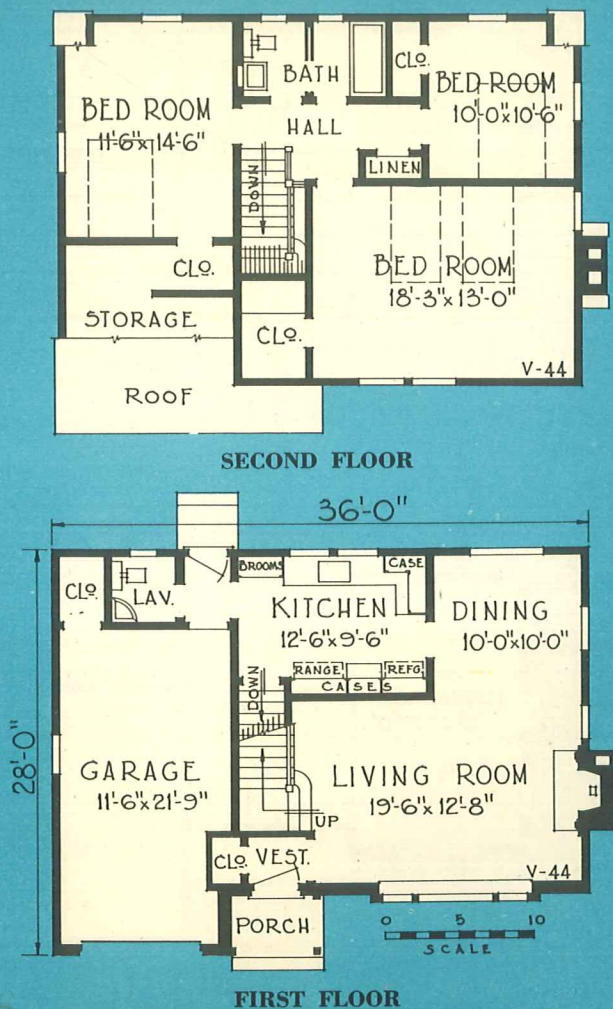 BATH
CLO.
BED ROOM
11'-6"x14'-6"
BED-ROOM
10'-0"x10'-6"
HALL
LINEN
DOWN
CLO.
BED ROOM
18'-3"x13'-0"
STORAGE
CLO.
V-44
ROOF
SECOND FLOOR
36'-0"
BROOMS
CASE
CLO.
LAV.
KITCHEN
12'-6"x9'-6"
DINING
10'-0"x10'-0"
RANGE
REFG.
CASES
DOWN
28'-0"
GARAGE
11'-6"x21'-9"
LIVING ROOM
19'-6"x12'-8"
UP
CLO.
VEST.
V-44
PORCH
0 5 10
SCALE
FIRST FLOOR